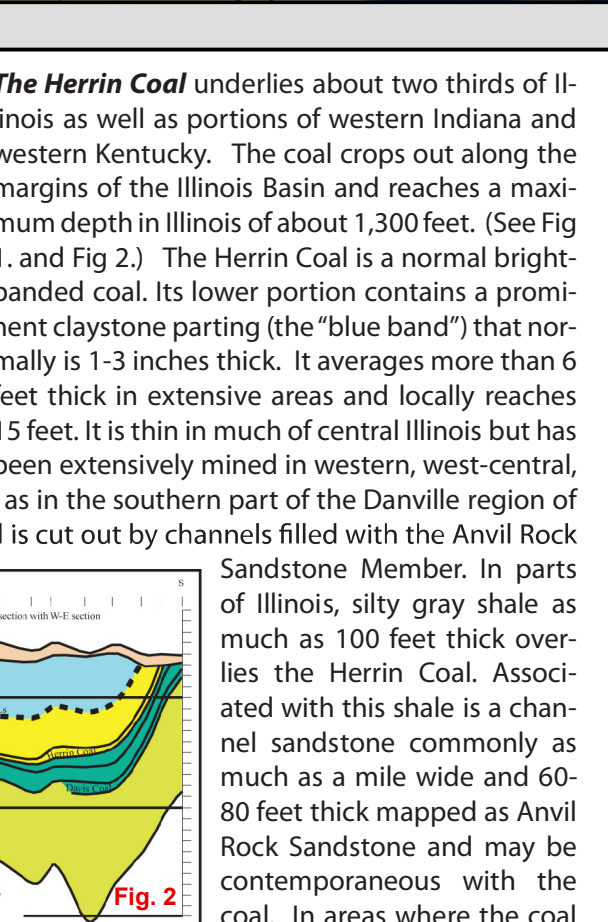 The Herrin Coal underlies about two thirds of Il-
linois as well as portions of western Indiana and
western Kentucky. The coal crops out along the
margins of the Illinois Basin and reaches a maxi-
mum depth in Illinois of about 1,300 feet. (See Fig
1. and Fig 2.) The Herrin Coal is a normal bright-
banded coal. Its lower portion contains a promi-
nent claystone parting (the “blue band”) that nor-
mally is 1-3 inches thick. It averages more than 6
feet thick in extensive areas and locally reaches
15 feet. It is thin in much of central Illinois but has
been extensively mined in western, west-central,
as in the southern part of the Danville region of
is cut out by channels filled with the Anvil Rock
Sandstone Member. In parts
of Illinois, silty gray shale as
much as 100 feet thick over-
lies the Herrin Coal. Associ-
ated with this shale is a chan-
nel sandstone commonly as
much as a mile wide and 60-
80 feet thick mapped as Anvil
Rock Sandstone and may be
contemporaneous with the
coal. In areas where the coal
S
section with W-E section
Herrin Coal
Davis Coal
Fig. 2